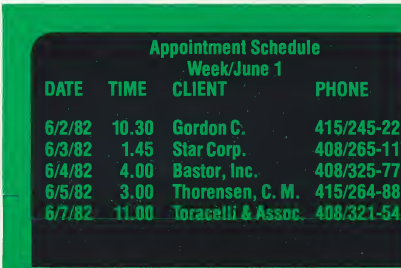 Appointment Schedule
Week/June 1
DATE TIME CLIENT PHONE
6/2/82 10.30 Gordon C. 415/245-22
6/3/82 1.45 Star Corp. 408/265-11
6/4/82 4.00 Bastor, Inc. 408/325-77
6/5/82 3.00 Thorensen, C. M. 415/264-88
6/7/82 11.00 Toracelli & Assoc. 408/321-54